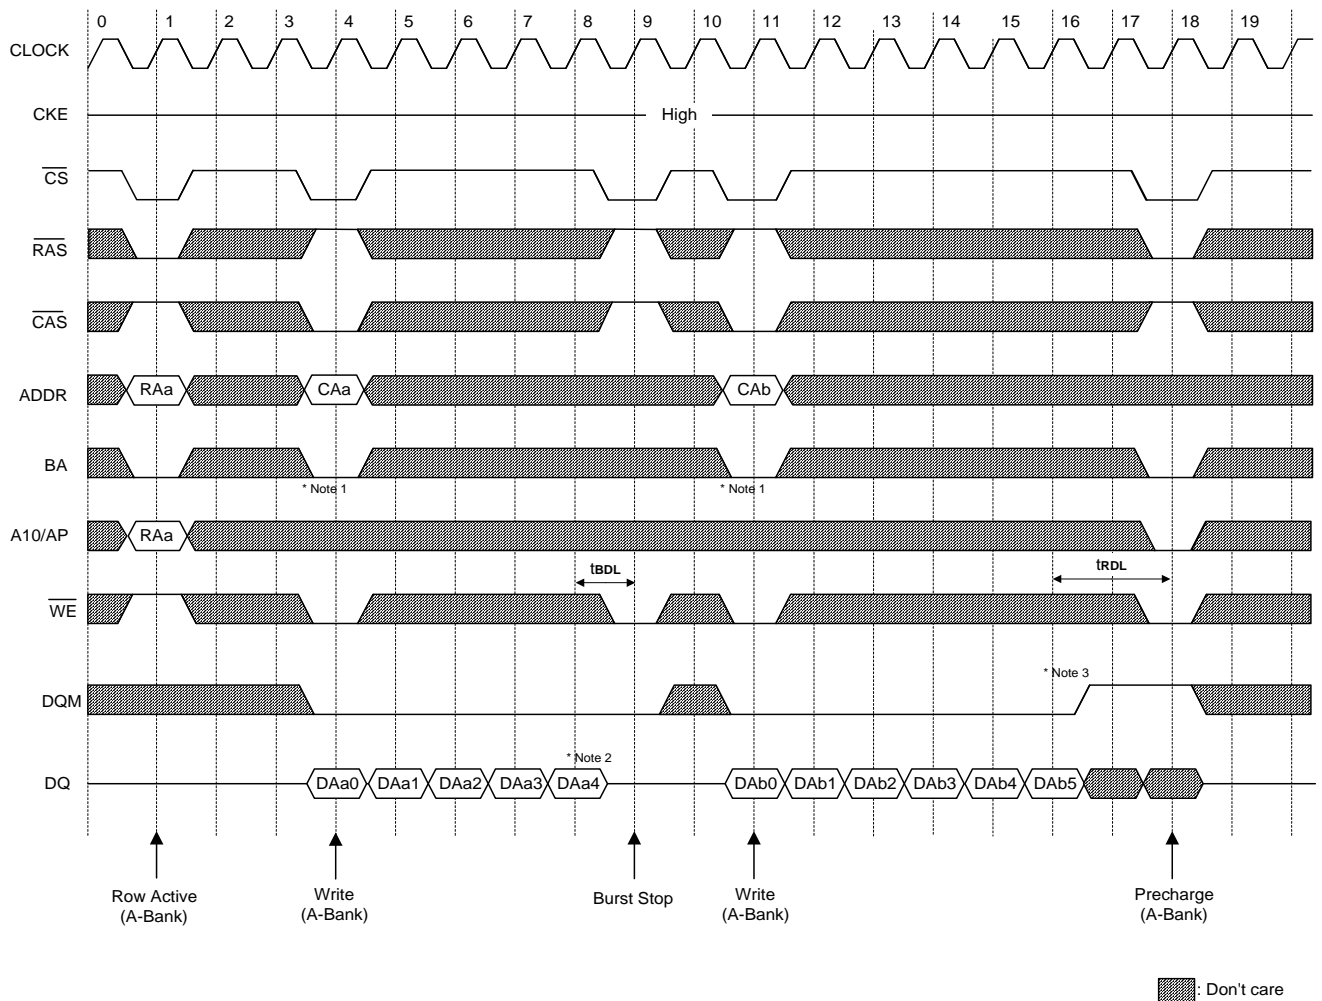 0 1 2 3 4 5 6 7 8 9 10 11 12 13 14 15 16 17 18 19
CLOCK
CKE High
CS
RAS
CAS
ADDR RAa CAa CAb
BA
* Note 1 * Note 1
A10/AP RAa
tBDL tRDL
WE
* Note 3
DQM
* Note 2
DQ DAa0 DAa1 DAa2 DAa3 DAa4 DAb0 DAb1 DAb2 DAb3 DAb4 DAb5
Row Active Write Burst Stop Write Precharge
(A-Bank) (A-Bank) (A-Bank) (A-Bank)
: Don't care